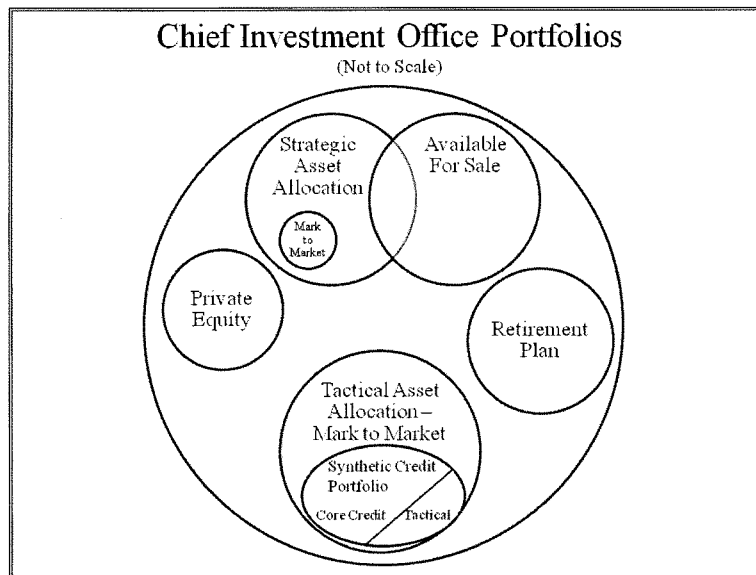 Chief Investment Office Portfolios
(Not to Scale)
Strategic
Asset
Allocation
Mark
to
Market
Available
For Sale
Private
Equity
Retirement
Plan
Tactical Asset
Allocation–
Mark to Market
Synthetic Credit
Portfolio
Core Credit
Tactical